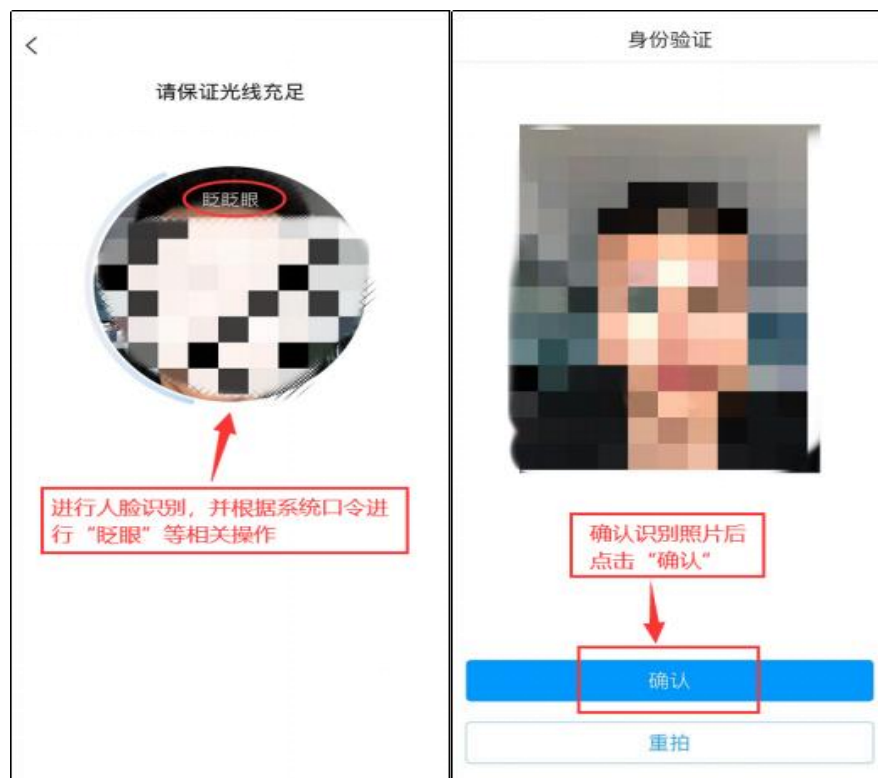 请保证光线充足
眨眨眼
进行人脸识别，并根据系统口令进
行“眨眼”等相关操作
身份验证
确认识别照片后
点击“确认”
确认
重拍